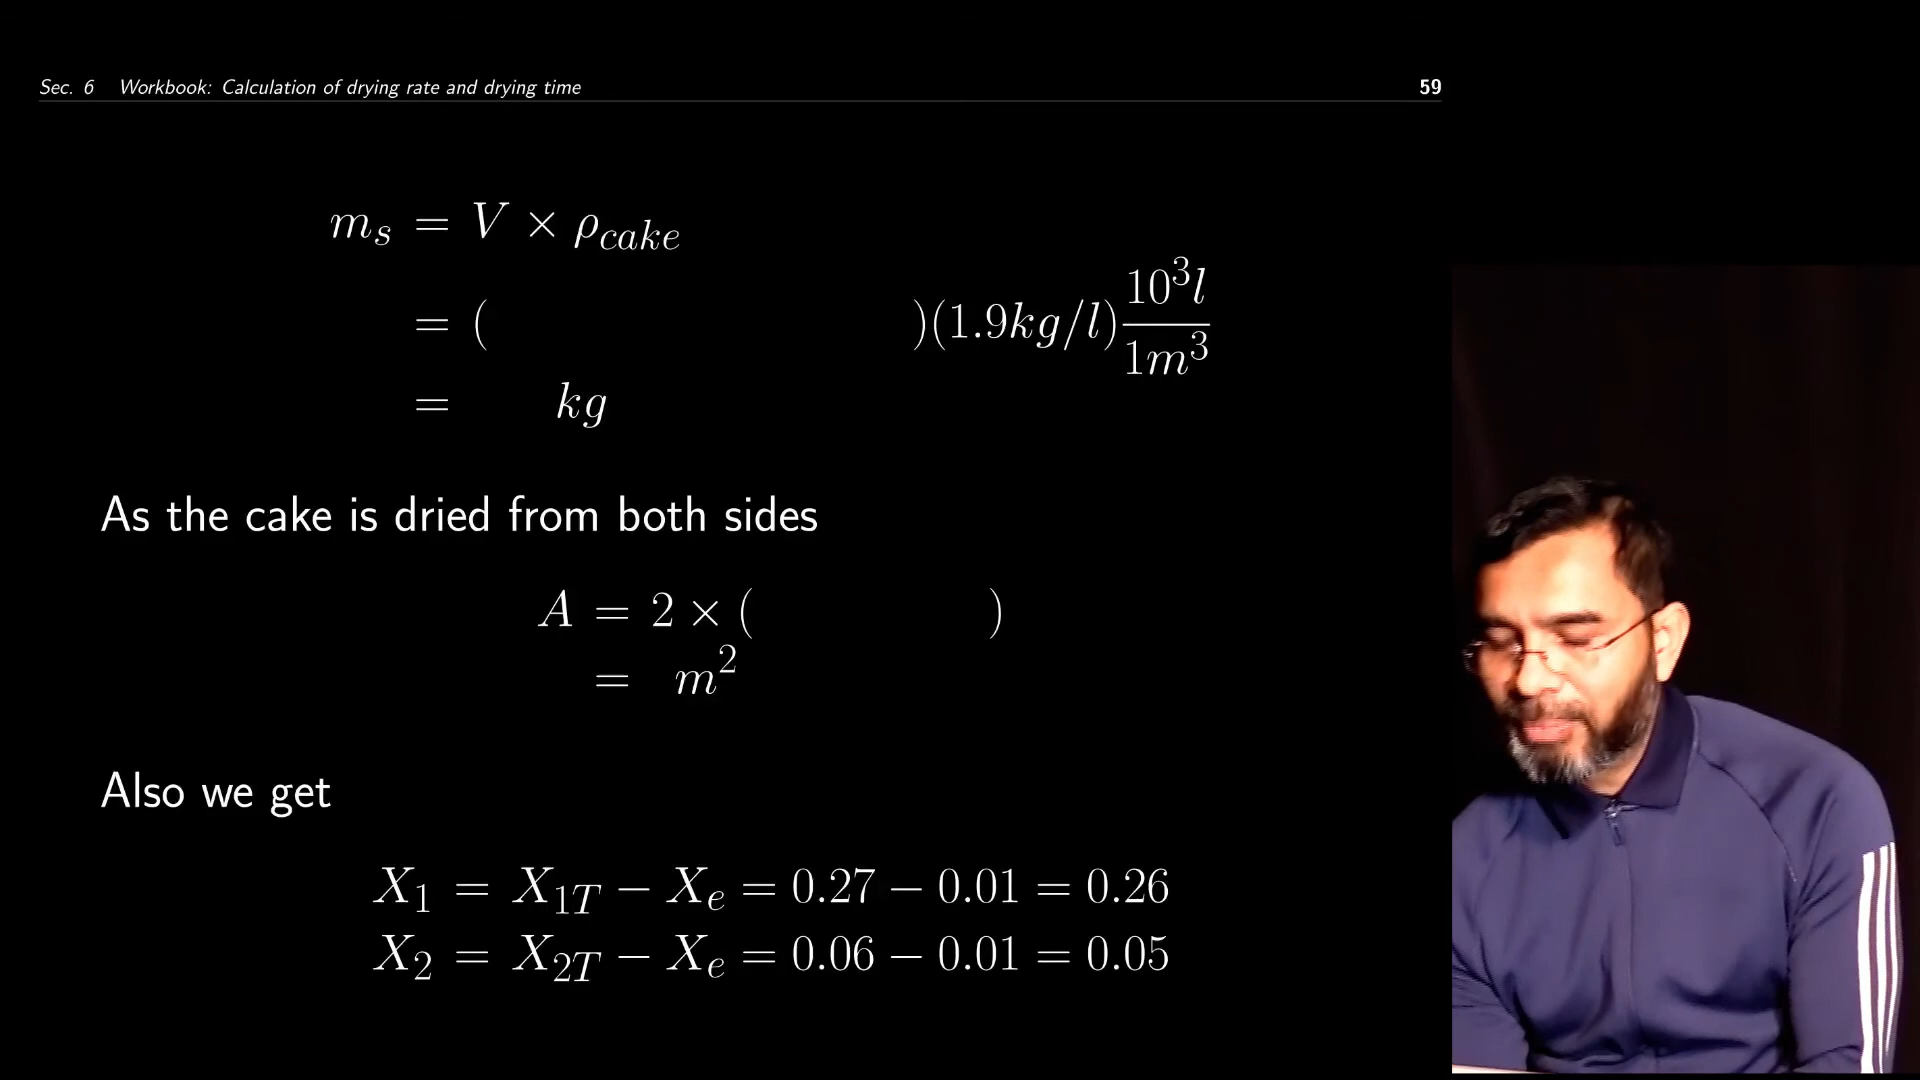 Sec. 6 Workbook: Calculation of drying rate and drying time 59
m_s = V × ρ_cake
= ( )(1.9kg/l) 10^3 l / 1m^3
= kg
As the cake is dried from both sides
A = 2 × ( )
= m^2
Also we get
X_1 = X_1T − X_e = 0.27 − 0.01 = 0.26
X_2 = X_2T − X_e = 0.06 − 0.01 = 0.05